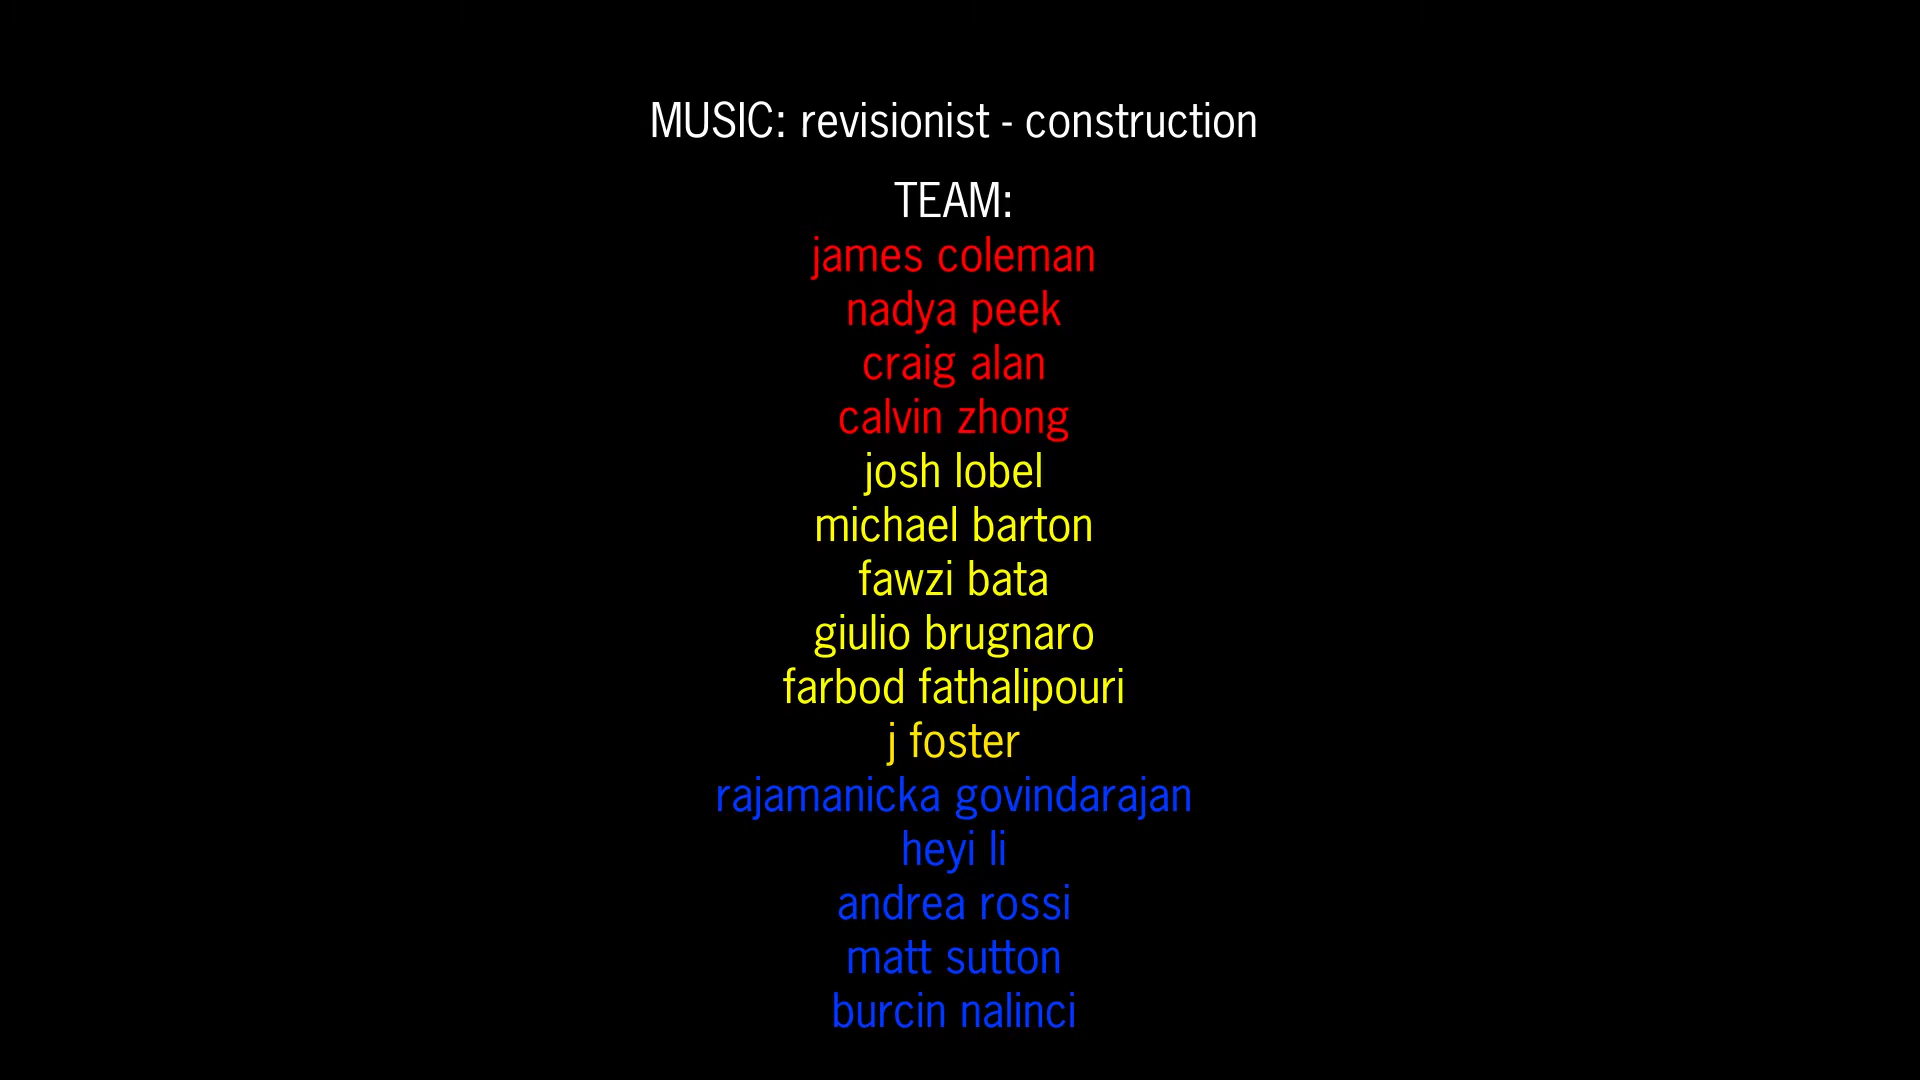 MUSIC: revisionist - construction
TEAM:
james coleman
nadya peek
craig alan
calvin zhong
josh lobel
michael barton
fawzi bata
giulio brugnaro
farbod fathalipouri
j foster
rajamanicka govindarajan
heyi li
andrea rossi
matt sutton
burcin nalinci